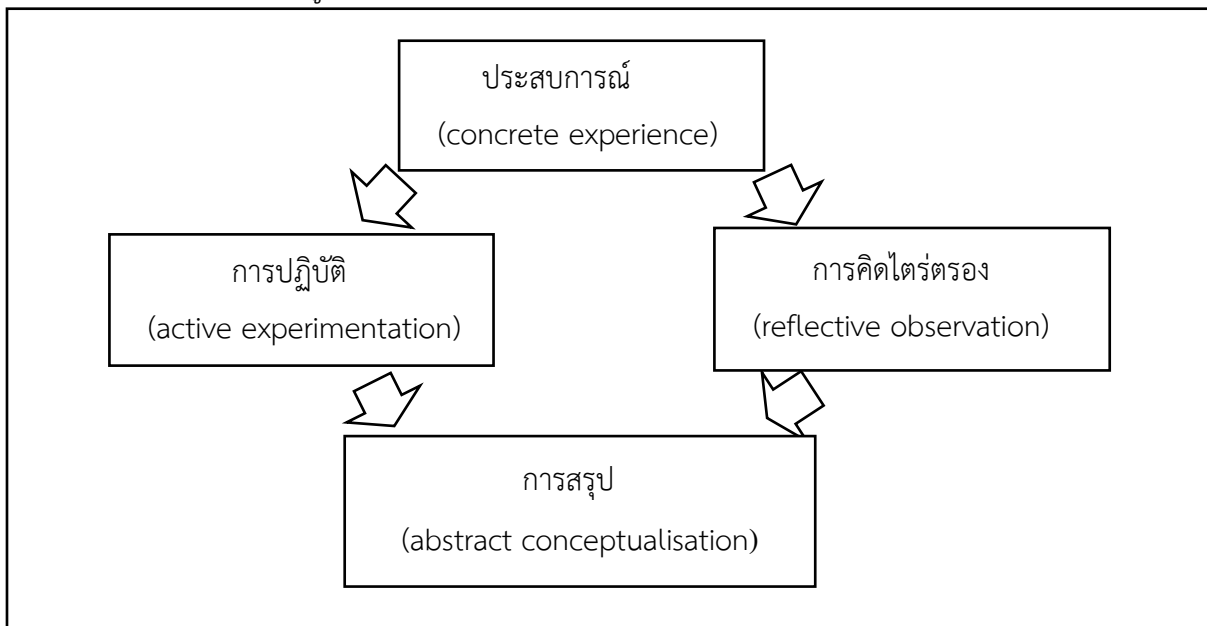 ประสบการณ์
(concrete experience)
การปฏิบัติ
(active experimentation)
การคิดไตร่ตรอง
(reflective observation)
การสรุป
(abstract conceptualisation)